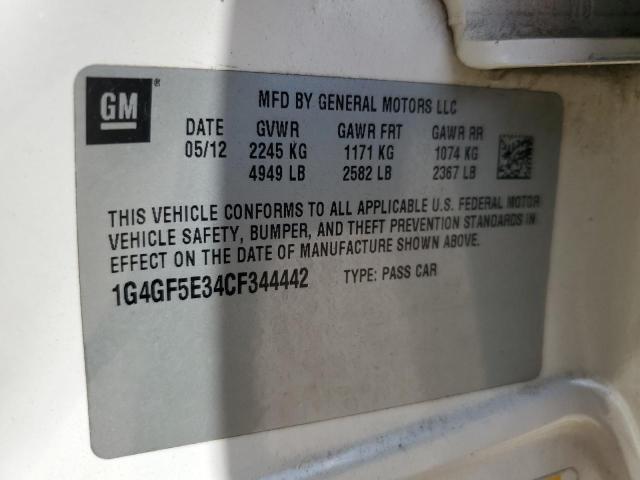 GM ®
MFD BY GENERAL MOTORS LLC
DATE GVWR GAWR FRT GAWR RR
05/12 2245 KG 1171 KG 1074 KG
4949 LB 2582 LB 2367 LB
THIS VEHICLE CONFORMS TO ALL APPLICABLE U.S. FEDERAL MOTOR
VEHICLE SAFETY, BUMPER, AND THEFT PREVENTION STANDARDS IN
EFFECT ON THE DATE OF MANUFACTURE SHOWN ABOVE.
1G4GF5E34CF344442 TYPE: PASS CAR